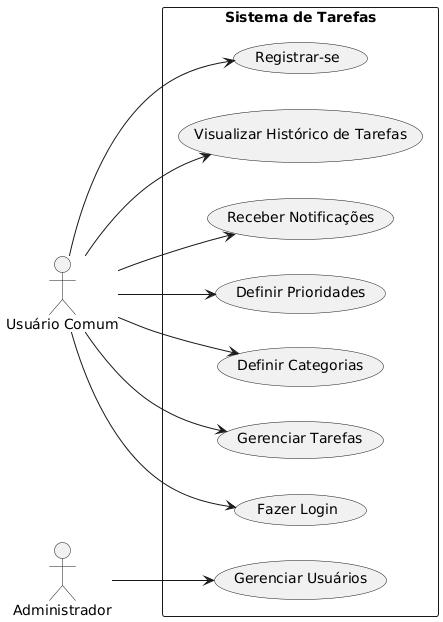 Sistema de Tarefas
Registrar-se
Visualizar Histórico de Tarefas
Receber Notificações
Definir Prioridades
Usuário Comum
Definir Categorias
Gerenciar Tarefas
Fazer Login
Gerenciar Usuários
Administrador